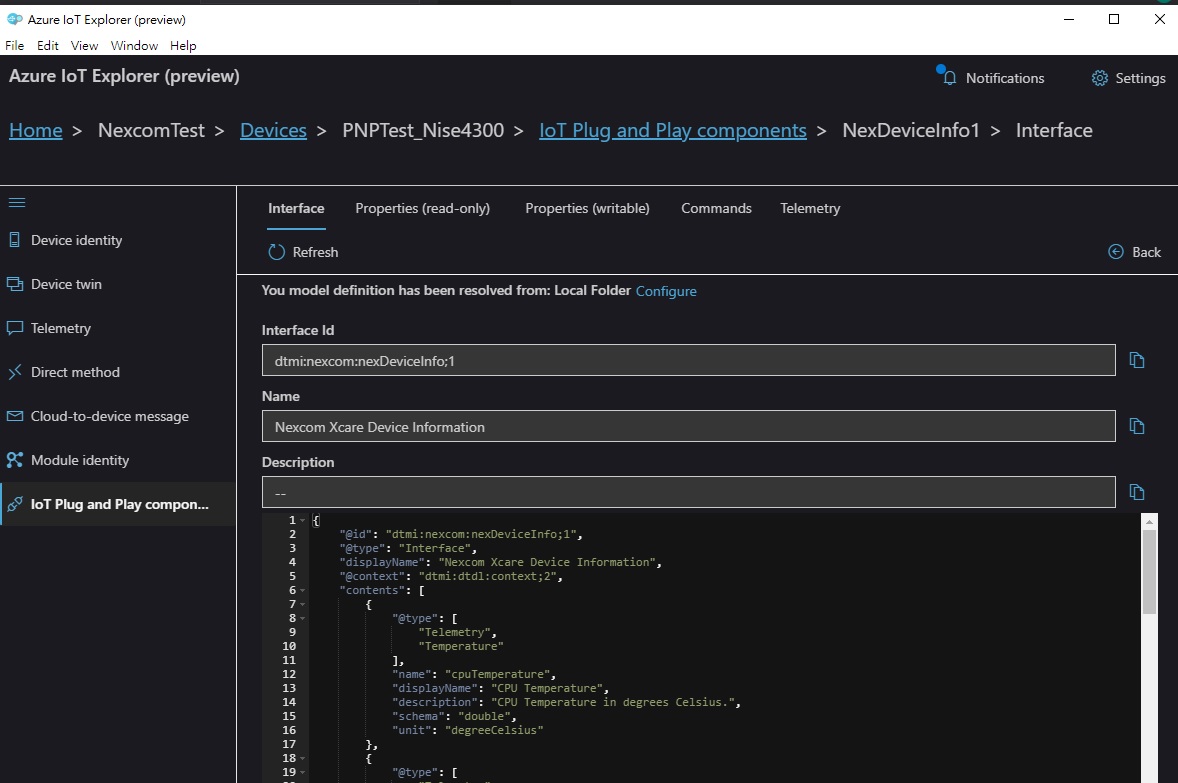 Azure IoT Explorer (preview)
File Edit View Window Help
Azure IoT Explorer (preview)
Notifications
Settings
Home > NexcomTest > Devices > PNPTest_Nise4300 > IoT Plug and Play components > NexDeviceInfo1 > Interface
Device identity
Device twin
Telemetry
Direct method
Cloud-to-device message
Module identity
IoT Plug and Play compon...
Interface Properties (read-only) Properties (writable) Commands Telemetry
Refresh
Back
You model definition has been resolved from: Local Folder Configure
Interface Id
dtmi:nexcom:nexDeviceInfo;1
Name
Nexcom Xcare Device Information
Description
--
1 {
2 "@id": "dtmi:nexcom:nexDeviceInfo;1",
3 "@type": "Interface",
4 "displayName": "Nexcom Xcare Device Information",
5 "@context": "dtmi:dtdl:context;2",
6 "contents": [
7 {
8 "@type": [
9 "Telemetry",
10 "Temperature"
11 ],
12 "name": "cpuTemperature",
13 "displayName": "CPU Temperature",
14 "description": "CPU Temperature in degrees Celsius.",
15 "schema": "double",
16 "unit": "degreeCelsius"
17 },
18 {
19 "@type": [